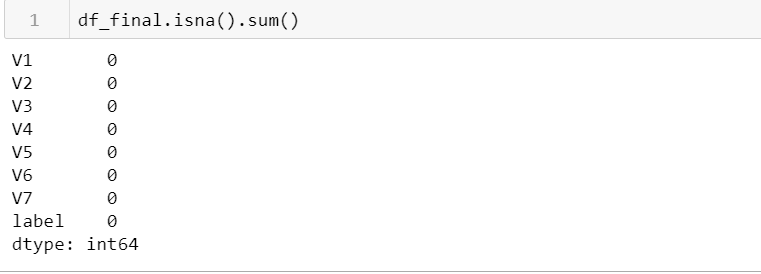 1 df_final.isna().sum()
V1 0
V2 0
V3 0
V4 0
V5 0
V6 0
V7 0
label 0
dtype: int64